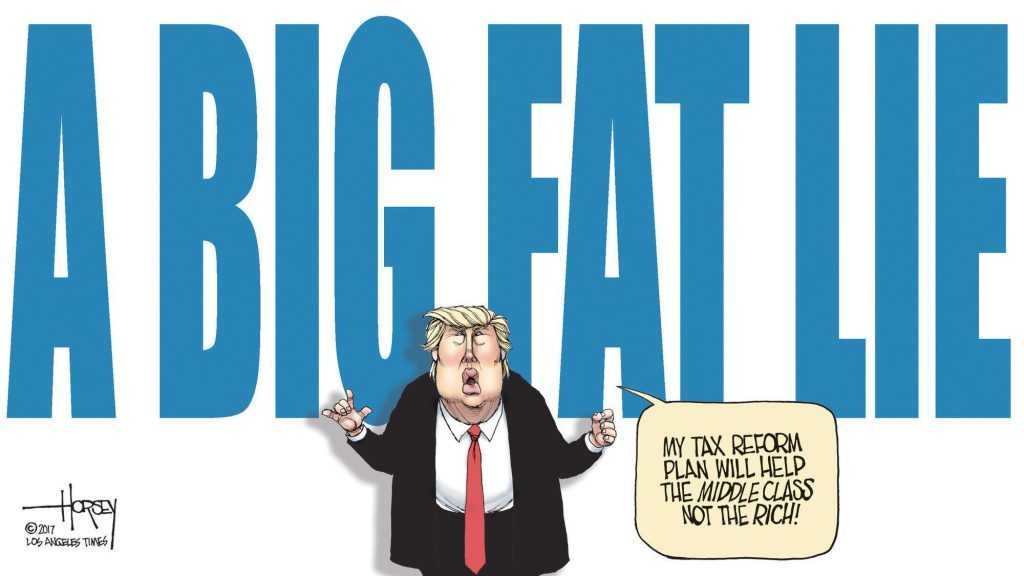 A BIG FAT LIE
MY TAX REFORM
PLAN WILL HELP
THE MIDDLE CLASS
NOT THE RICH!
HORSEY
©2017
LOS ANGELES TIMES